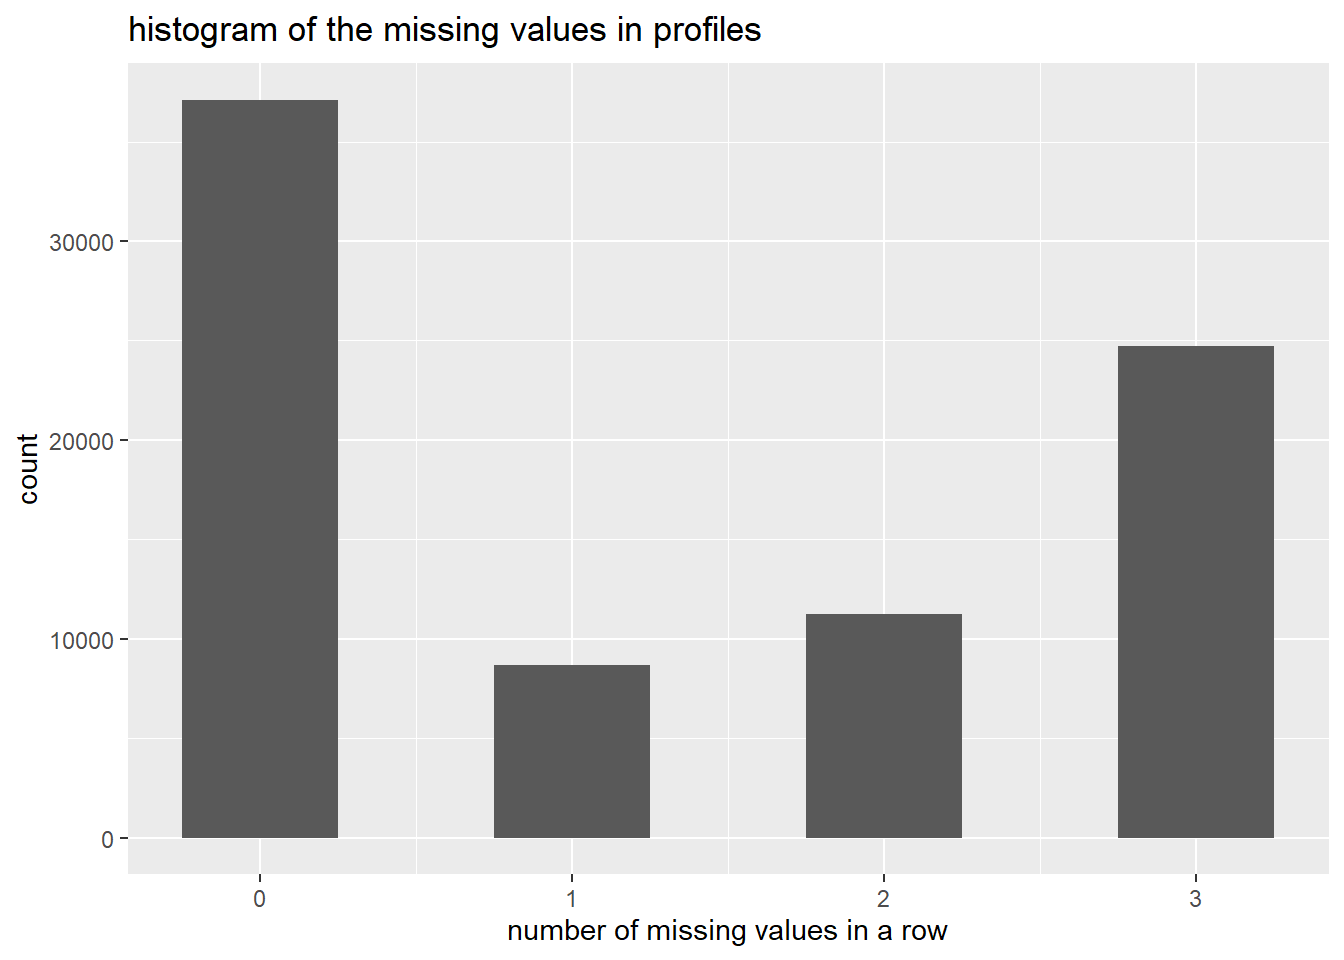 histogram of the missing values in profiles
count
30000
20000
10000
0
0 1 2 3
number of missing values in a row